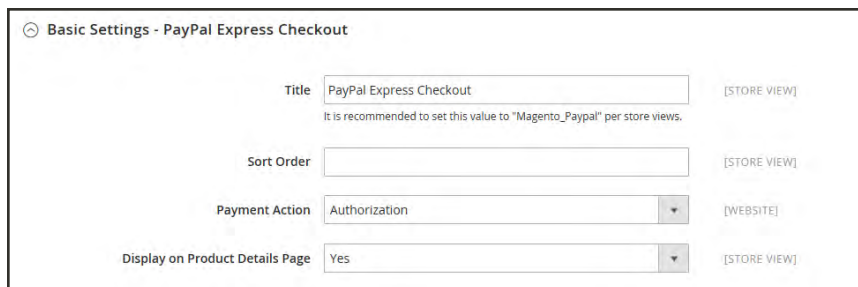 Basic Settings - PayPal Express Checkout
Title PayPal Express Checkout [STORE VIEW]
It is recommended to set this value to "Magento_Paypal" per store views.
Sort Order [STORE VIEW]
Payment Action Authorization [WEBSITE]
Display on Product Details Page Yes [STORE VIEW]